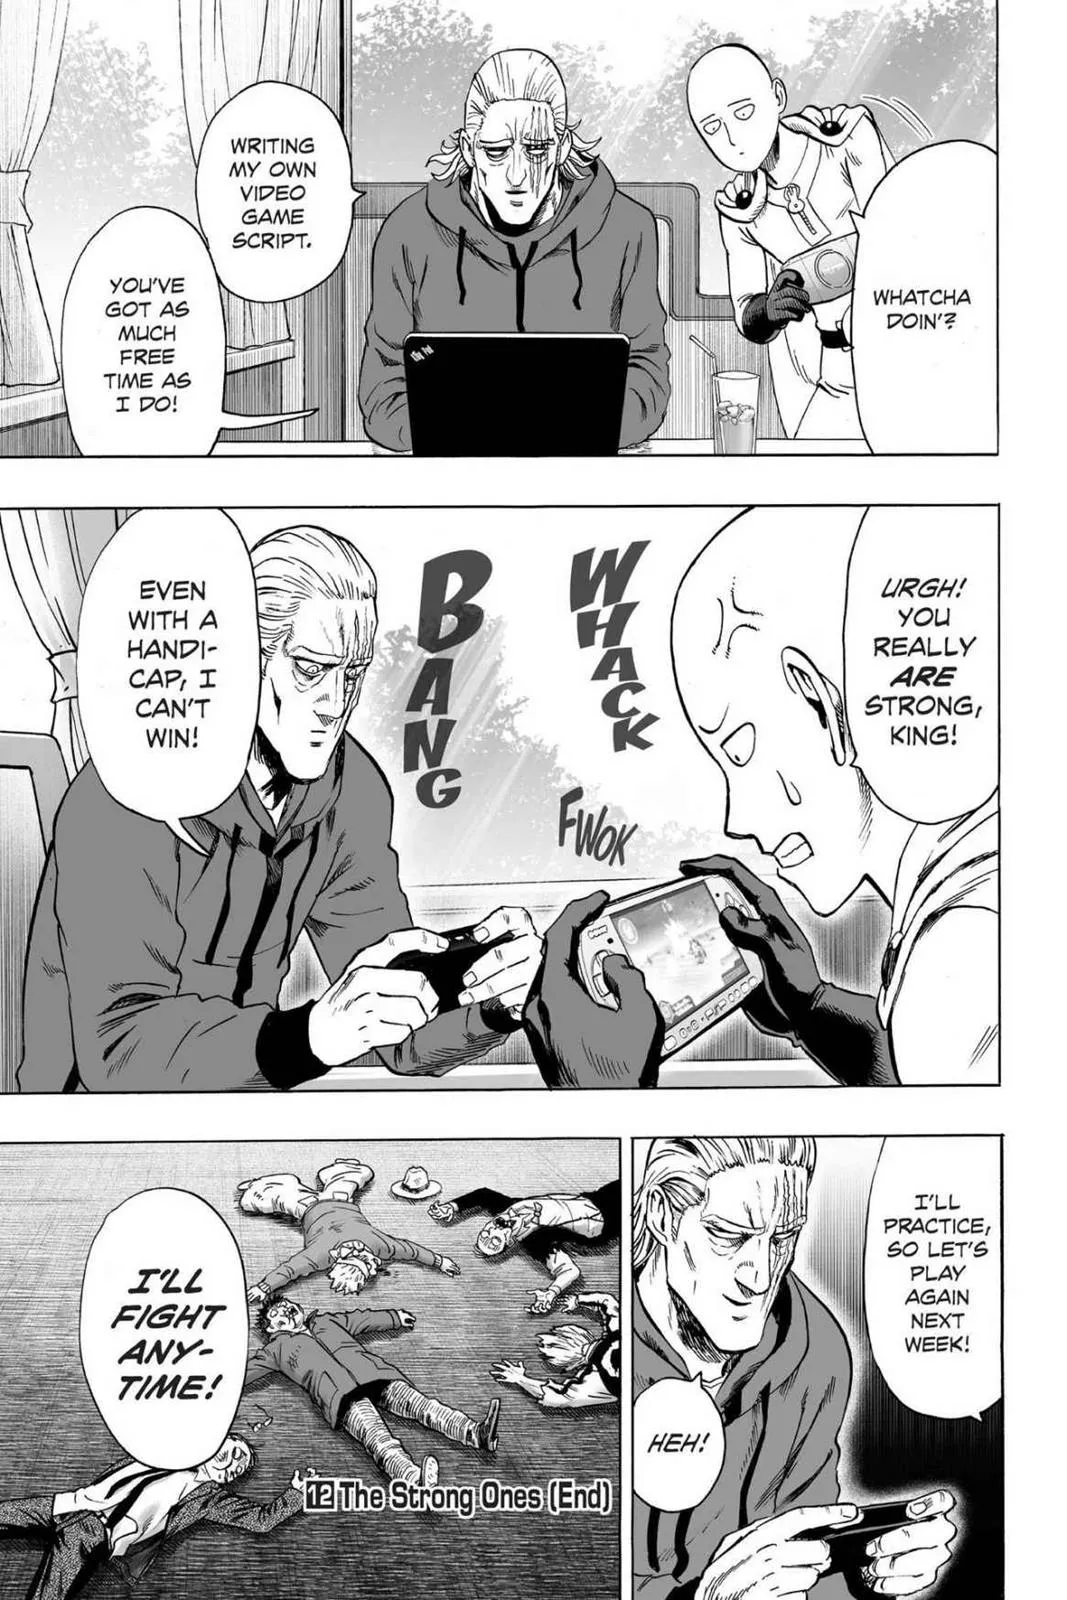 WHATCHA
DOIN'?
WRITING
MY OWN
VIDEO
GAME
SCRIPT.
YOU'VE
GOT AS
MUCH
FREE
TIME AS
I DO!
URGH!
YOU
REALLY
ARE
STRONG,
KING!
WHACK
BANG
FWOK
EVEN
WITH A
HANDI-
CAP, I
CAN'T
WIN!
I'LL
PRACTICE,
SO LET'S
PLAY
AGAIN
NEXT
WEEK!
HEH!
I'LL
FIGHT
ANY-
TIME!
12 The Strong Ones (End)